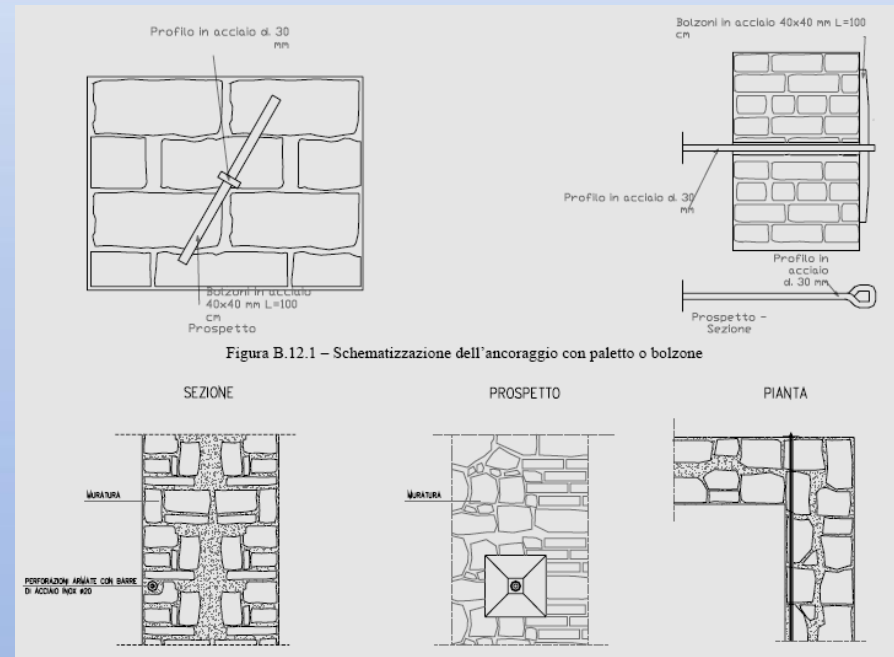 Profilo in acciaio d. 30
mm
Bolzoni in acciaio
40x40 mm L=100
cm
Prospetto
Bolzoni in acciaio 40x40 mm L=100
cm
Profilo in acciaio d. 30
mm
Profilo in
acciaio
d. 30 mm
Prospetto -
Sezione
Figura B.12.1 – Schematizzazione dell'ancoraggio con paletto o bolzone
SEZIONE
MURATURA
PERFORAZIONI ARMATE CON BARRE
DI ACCIAIO INOX ø20
PROSPETTO
MURATURA
PIANTA